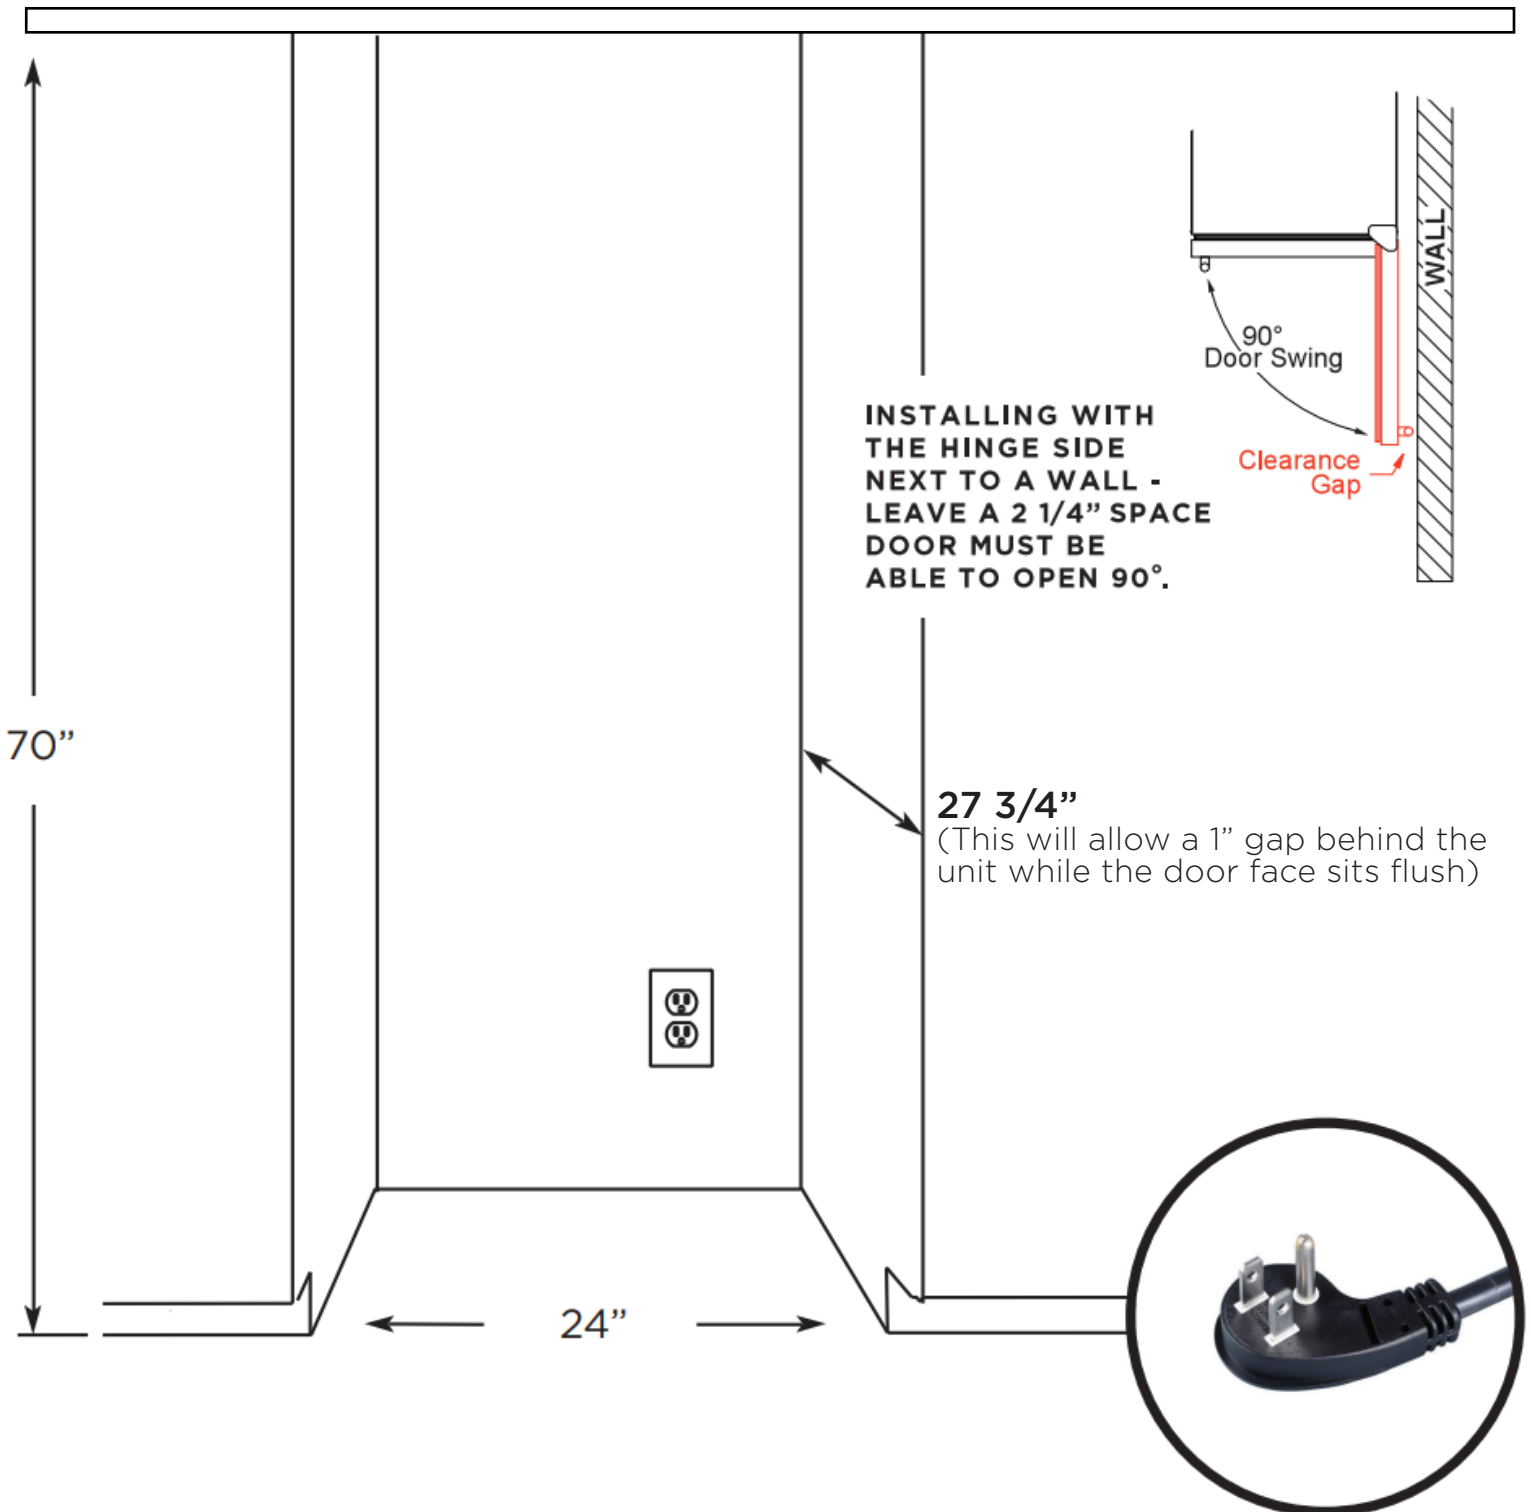 WALL
90°
Door Swing
INSTALLING WITH
THE HINGE SIDE
NEXT TO A WALL -
LEAVE A 2 1/4” SPACE
DOOR MUST BE
ABLE TO OPEN 90°.
Clearance
Gap
70”
27 3/4”
(This will allow a 1” gap behind the
unit while the door face sits flush)
24”